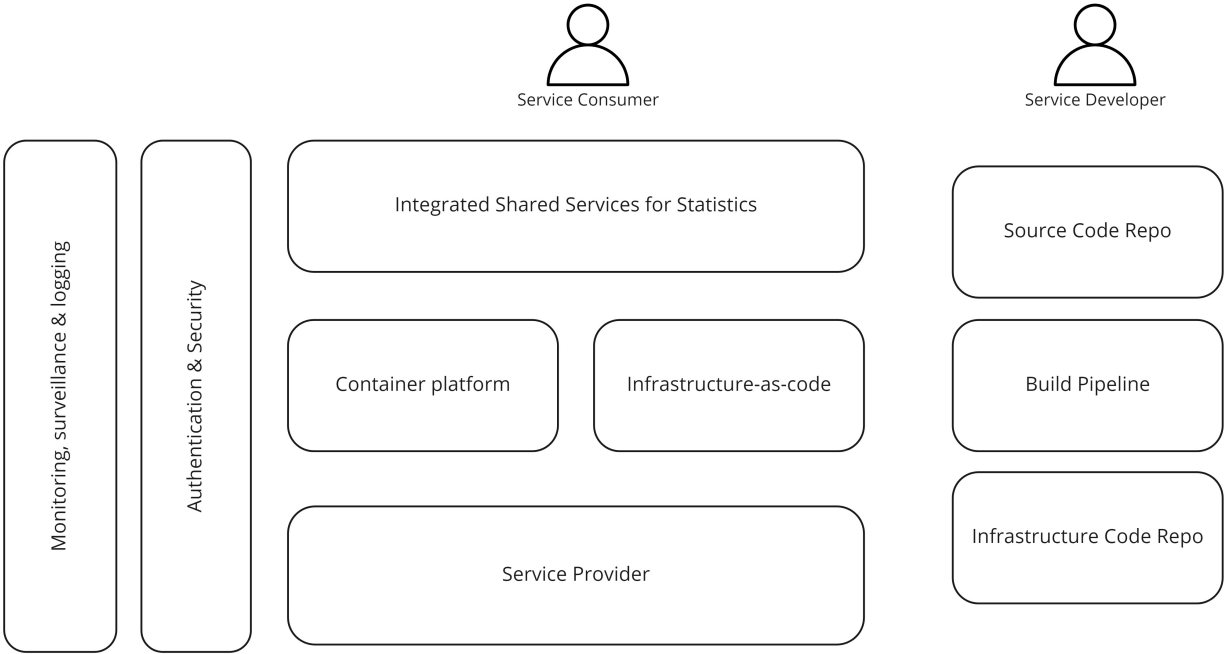 Service Consumer
Service Developer
Monitoring, surveillance & logging
Authentication & Security
Integrated Shared Services for Statistics
Container platform
Infrastructure-as-code
Service Provider
Source Code Repo
Build Pipeline
Infrastructure Code Repo